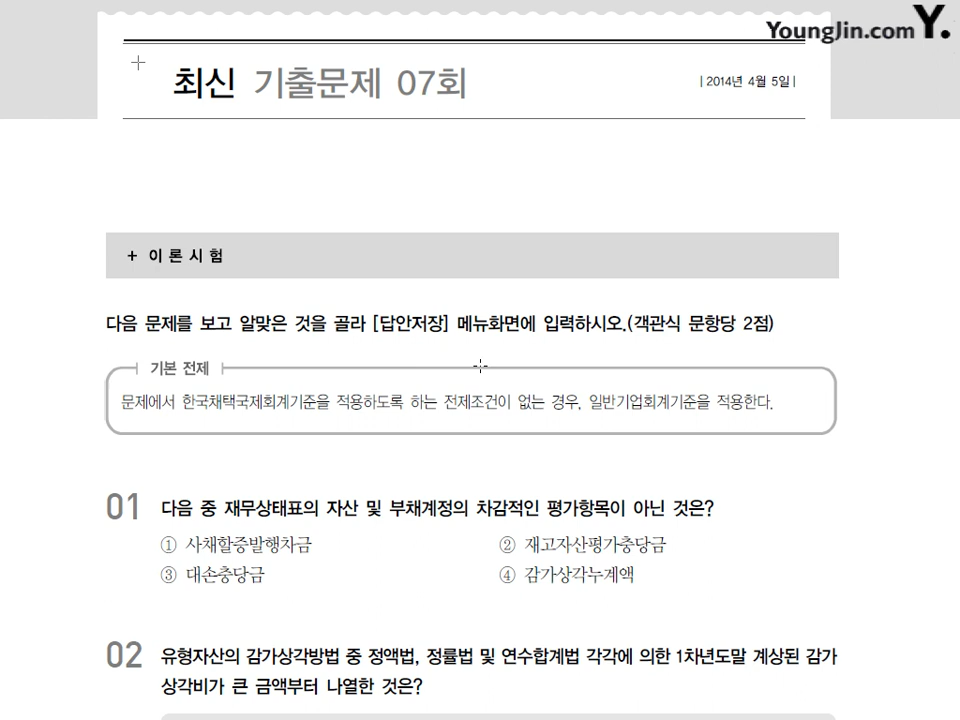 YoungJin.com Y.
최신 기출문제 07회
| 2014년 4월 5일 |
+ 이 론 시 험
다음 문제를 보고 알맞은 것을 골라 [답안저장] 메뉴화면에 입력하시오.(객관식 문항당 2점)
기본 전제
문제에서 한국채택국제회계기준을 적용하도록 하는 전제조건이 없는 경우, 일반기업회계기준을 적용한다.
01 다음 중 재무상태표의 자산 및 부채계정의 차감적인 평가항목이 아닌 것은?
① 사채할증발행차금 ② 재고자산평가충당금
③ 대손충당금 ④ 감가상각누계액
02 유형자산의 감가상각방법 중 정액법, 정률법 및 연수합계법 각각에 의한 1차년도말 계상된 감가
상각비가 큰 금액부터 나열한 것은?